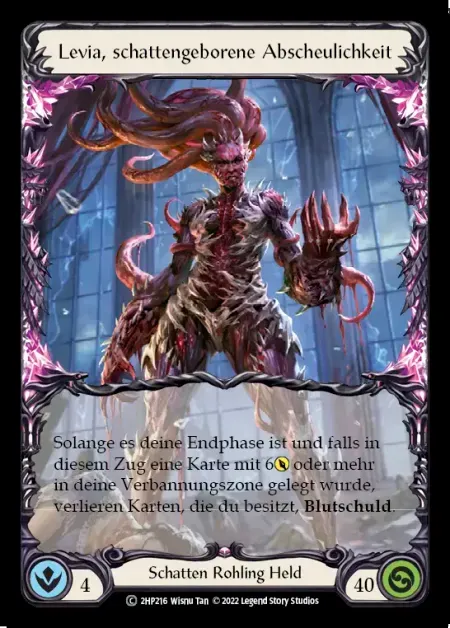 Levia, schattengeborene Abscheulichkeit
Solange es deine Endphase ist und falls in
diesem Zug eine Karte mit 6 oder mehr
in deine Verbannungszone gelegt wurde,
verlieren Karten, die du besitzt, Blutschuld.
4
Schatten Rohling Held
40
© 2HP216 Wisnu Tan © 2022 Legend Story Studios